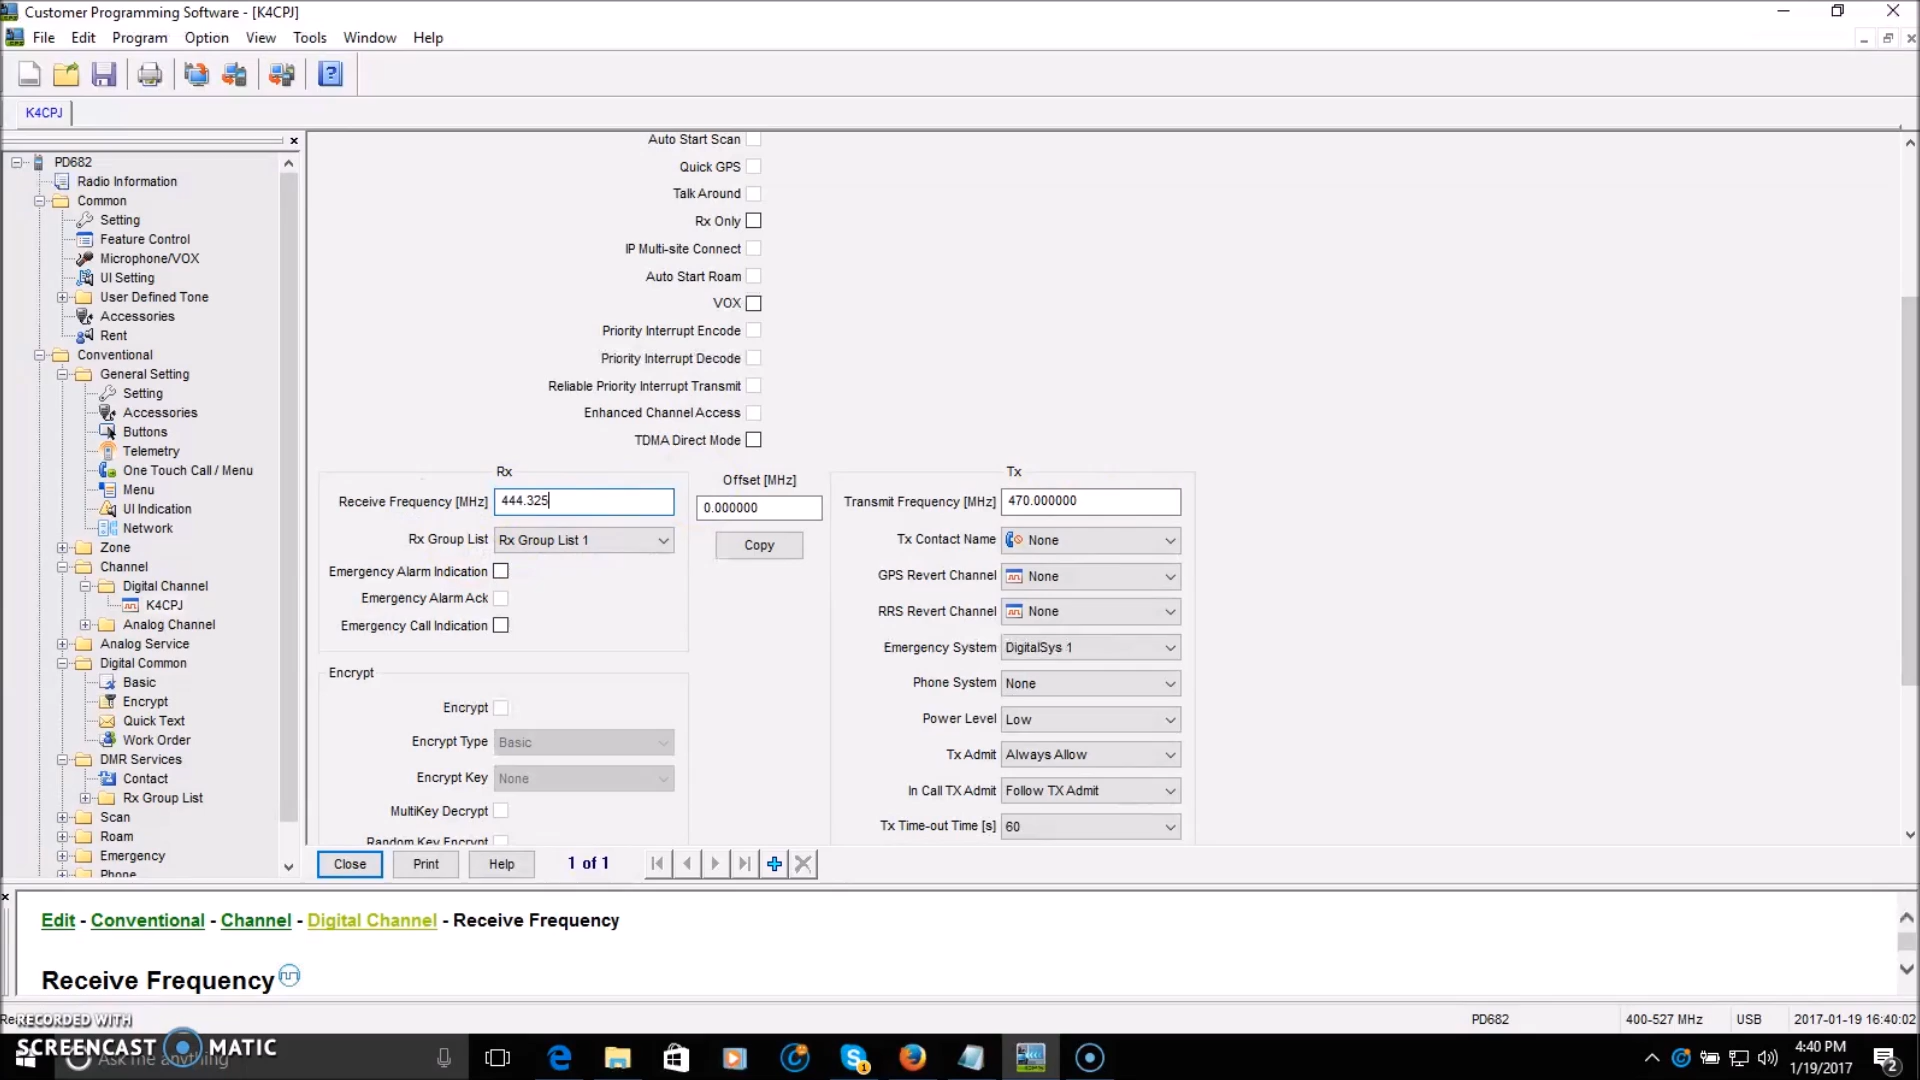 Customer Programming Software - [K4CPJ]
File Edit Program Option View Tools Window Help
K4CPJ
PD682
Radio Information
Common
Setting
Feature Control
Microphone/VOX
UI Setting
User Defined Tone
Accessories
Rent
Conventional
General Setting
Setting
Accessories
Buttons
Telemetry
One Touch Call / Menu
Menu
UI Indication
Network
Zone
Channel
Digital Channel
K4CPJ
Analog Channel
Analog Service
Digital Common
Basic
Encrypt
Quick Text
Work Order
DMR Services
Contact
Rx Group List
Scan
Roam
Emergency
Phone
Auto Start Scan
Quick GPS
Talk Around
Rx Only
IP Multi-site Connect
Auto Start Roam
VOX
Priority Interrupt Encode
Priority Interrupt Decode
Reliable Priority Interrupt Transmit
Enhanced Channel Access
TDMA Direct Mode
Rx
Receive Frequency [MHz] 444.325
Rx Group List Rx Group List 1
Emergency Alarm Indication
Emergency Alarm Ack
Emergency Call Indication
Offset [MHz]
0.000000
Copy
Tx
Transmit Frequency [MHz] 470.000000
Tx Contact Name None
GPS Revert Channel None
RRS Revert Channel None
Emergency System DigitalSys 1
Phone System None
Power Level Low
Tx Admit Always Allow
In Call TX Admit Follow TX Admit
Tx Time-out Time [s] 60
Encrypt
Encrypt
Encrypt Type Basic
Encrypt Key None
MultiKey Decrypt
Random Key Encrypt
Close Print Help 1 of 1
Edit - Conventional - Channel - Digital Channel - Receive Frequency
Receive Frequency
PD682 400-527 MHz USB 2017-01-19 16:40:02
RECORDED WITH
SCREENCAST MATIC
Ask me anything
1
4:40 PM
1/19/2017
2